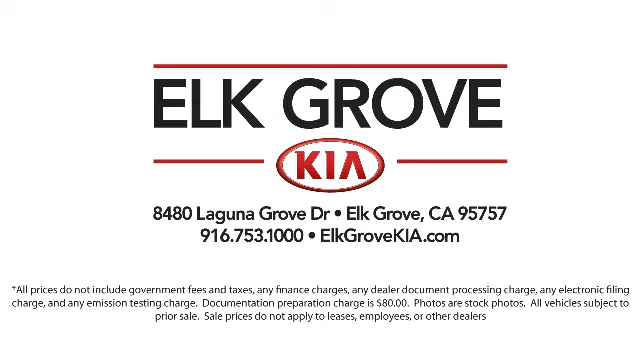 ELK GROVE
KIA
8480 Laguna Grove Dr • Elk Grove, CA 95757
916.753.1000 • ElkGroveKIA.com
*All prices do not include government fees and taxes, any finance charges, any dealer document processing charge, any electronic filing
charge, and any emission testing charge.  Documentation preparation charge is $80.00.  Photos are stock photos.  All vehicles subject to
prior sale.  Sale prices do not apply to leases, employees, or other dealers